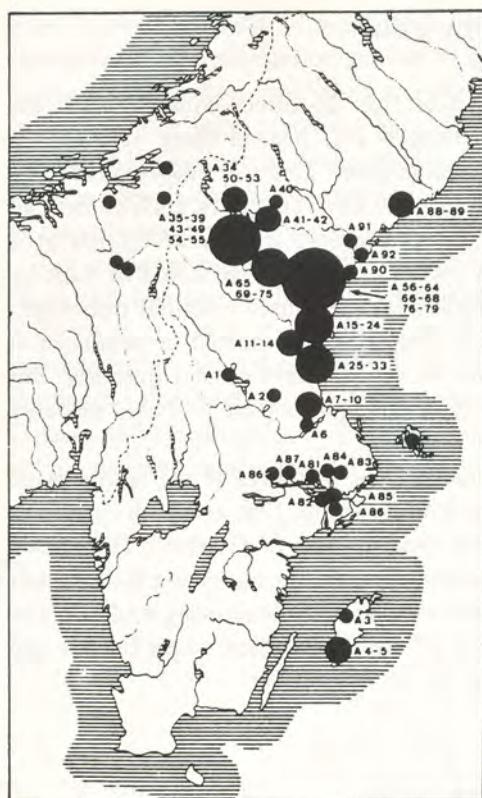 A 34
50-53
A 40
A 41-42
A 88-89
A 35-39
43-49
54-55
A 91
A 92
A 90
A 65
69-75
A 56-64
66-68
76-79
A 15-24
A 11-14
A 25-33
A 1
A 2
A 7-10
A 6
A 87
A 84
A 86
A 81
A 83
A 82
A 85
A 86
A 3
A 4-5